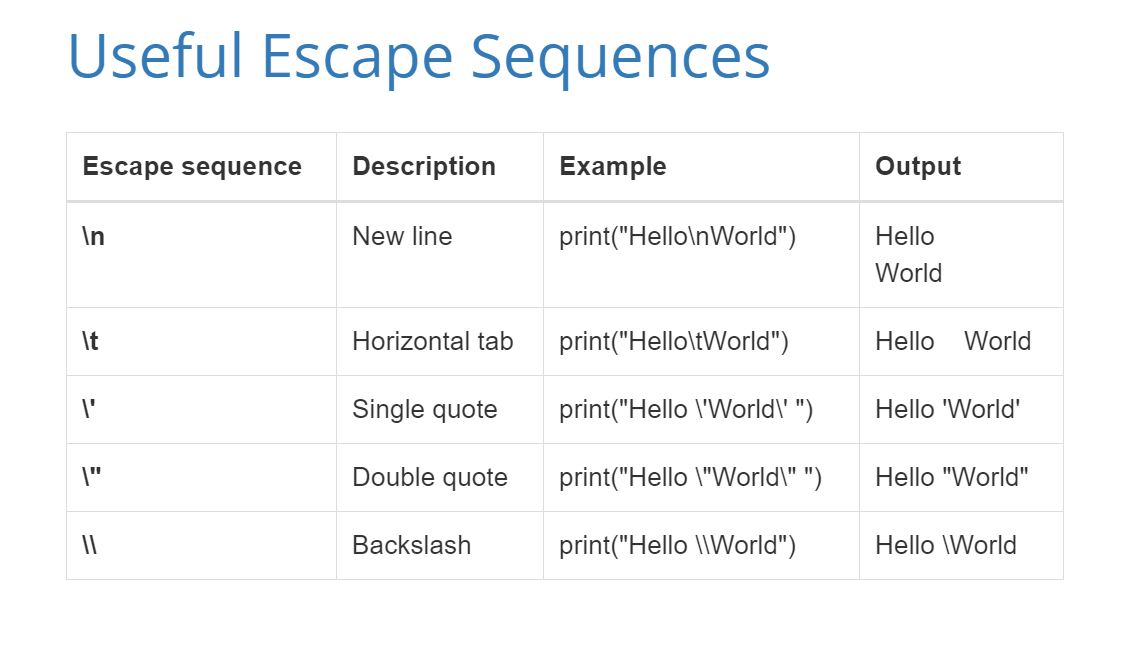 Useful Escape Sequences
Escape sequence Description Example Output
\n New line print("Hello\nWorld") Hello
World
\t Horizontal tab print("Hello\tWorld") Hello    World
\' Single quote print("Hello \'World\' ") Hello 'World'
\" Double quote print("Hello \"World\" ") Hello "World"
\\ Backslash print("Hello \\World") Hello \World